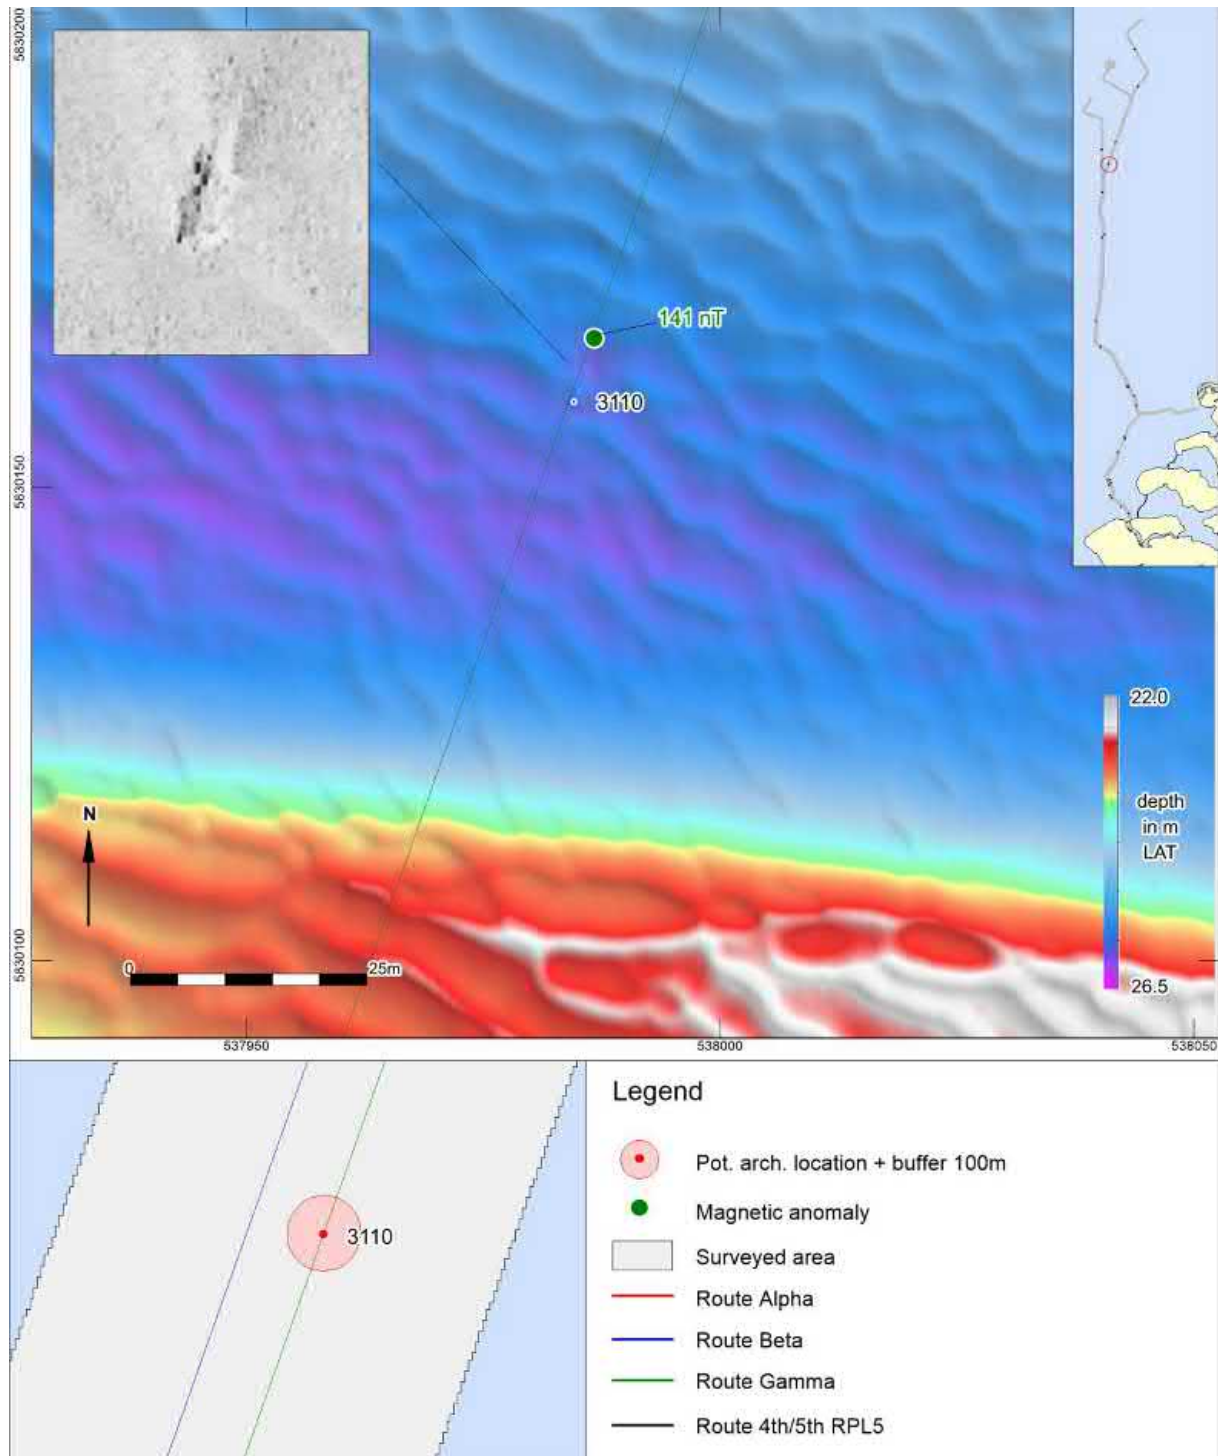 5830200
141 nT
3110
5830150
22.0
depth
in m
LAT
26.5
N
0
25m
5830100
537950
538000
538050
3110
Legend
Pot. arch. location + buffer 100m
Magnetic anomaly
Surveyed area
Route Alpha
Route Beta
Route Gamma
Route 4th/5th RPL5